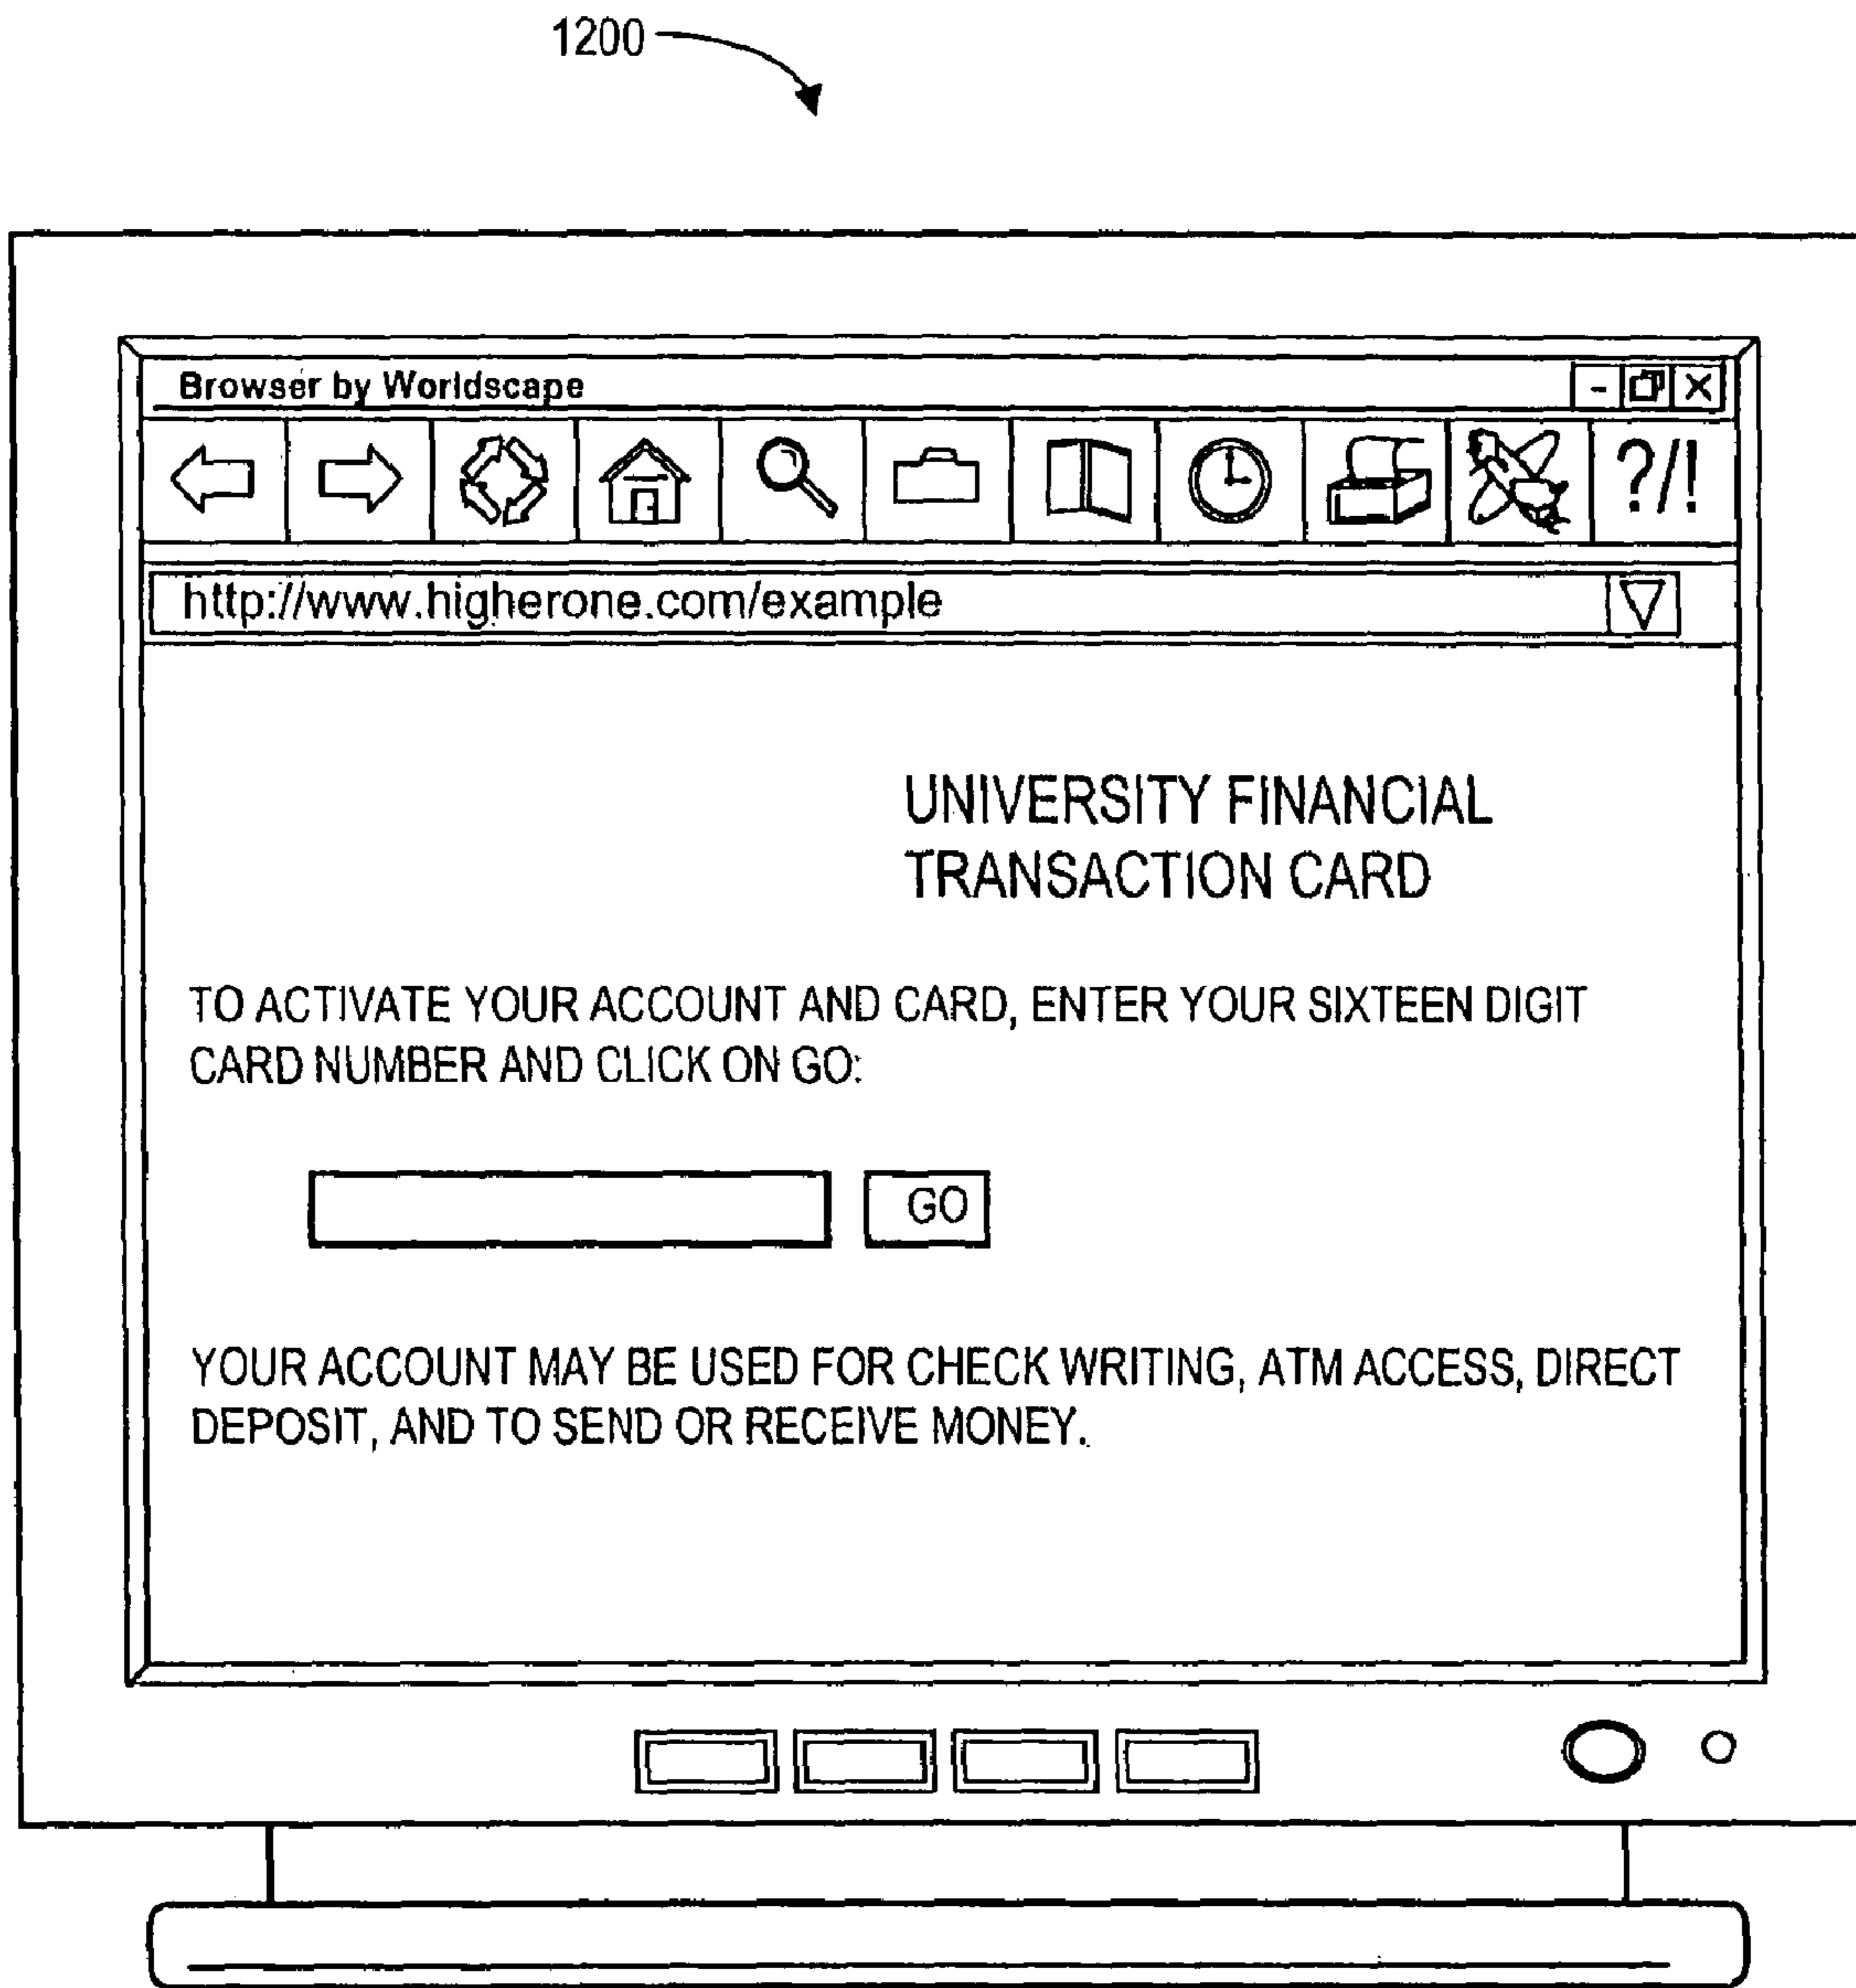 1200
Browser by Worldscape
?/!
http://www.higherone.com/example
UNIVERSITY FINANCIAL
TRANSACTION CARD
TO ACTIVATE YOUR ACCOUNT AND CARD, ENTER YOUR SIXTEEN DIGIT
CARD NUMBER AND CLICK ON GO:
GO
YOUR ACCOUNT MAY BE USED FOR CHECK WRITING, ATM ACCESS, DIRECT
DEPOSIT, AND TO SEND OR RECEIVE MONEY.